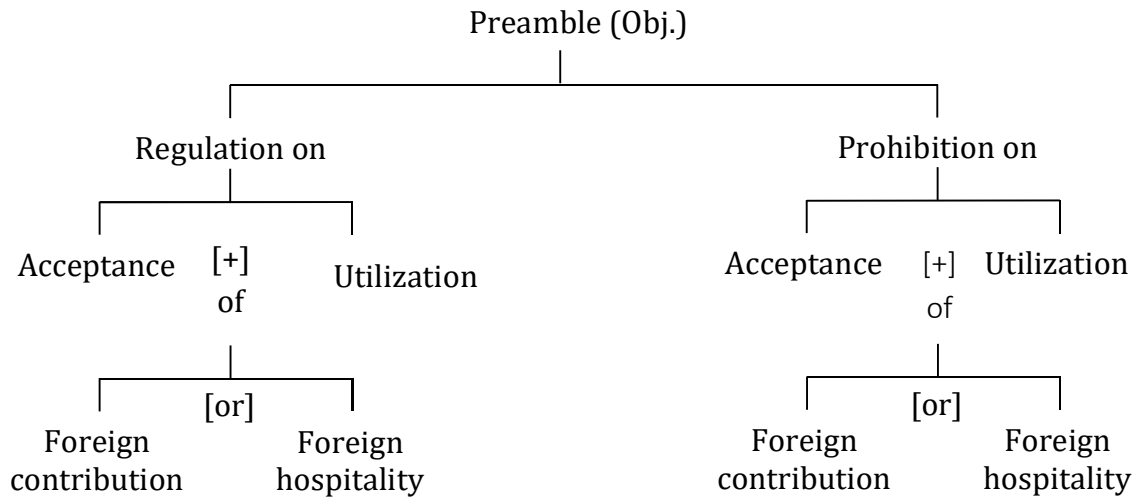 Preamble (Obj.)
Regulation on
Prohibition on
Acceptance [+] Utilization
of
Acceptance [+] Utilization
of
[or]
Foreign contribution
Foreign hospitality
[or]
Foreign contribution
Foreign hospitality